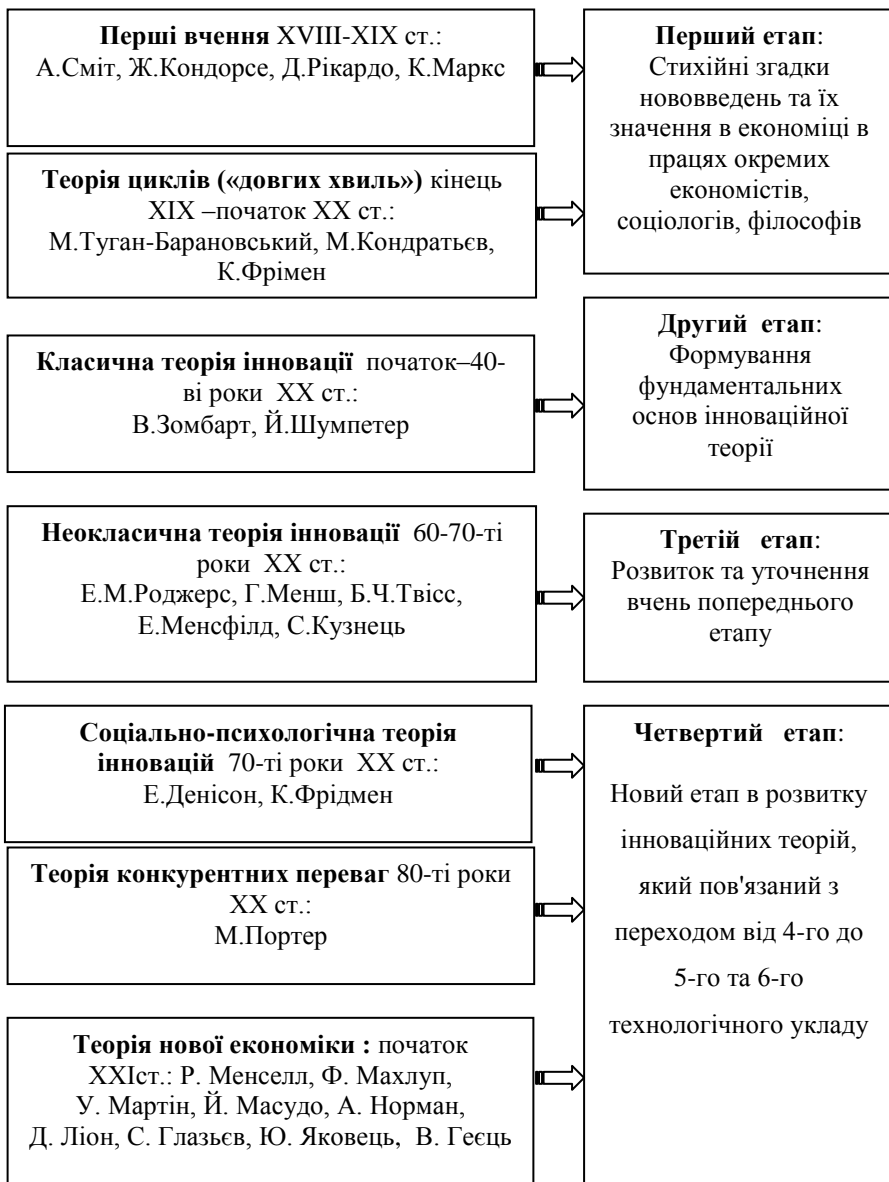 Перші вчення XVIII-XIX ст.:
А.Сміт, Ж.Кондорсе, Д.Рікардо, К.Маркс
Перший етап:
Стихійні згадки
нововведень та їх
значення в економіці в
працях окремих
економістів,
соціологів, філософів
Теорія циклів («довгих хвиль») кінець
XIX –початок XX ст.:
М.Туган-Барановський, М.Кондратьєв,
К.Фрімен
Класична теорія інновації початок–40-
ві роки XX ст.:
В.Зомбарт, Й.Шумпетер
Другий етап:
Формування
фундаментальних
основ інноваційної
теорії
Неокласична теорія інновації 60-70-ті
роки XX ст.:
Е.М.Роджерс, Г.Менш, Б.Ч.Твісс,
Е.Менсфілд, С.Кузнець
Третій етап:
Розвиток та уточнення
вчень попереднього
етапу
Соціально-психологічна теорія
інновацій 70-ті роки XX ст.:
Е.Денісон, К.Фрідмен
Теорія конкурентних переваг 80-ті роки
XX ст.:
М.Портер
Теорія нової економіки : початок
XXIст.: Р. Менселл, Ф. Махлуп,
У. Мартін, Й. Масудо, А. Норман,
Д. Ліон, С. Глазьєв, Ю. Яковець, В. Геєць
Четвертий етап:
Новий етап в розвитку
інноваційних теорій,
який пов'язаний з
переходом від 4-го до
5-го та 6-го
технологічного укладу